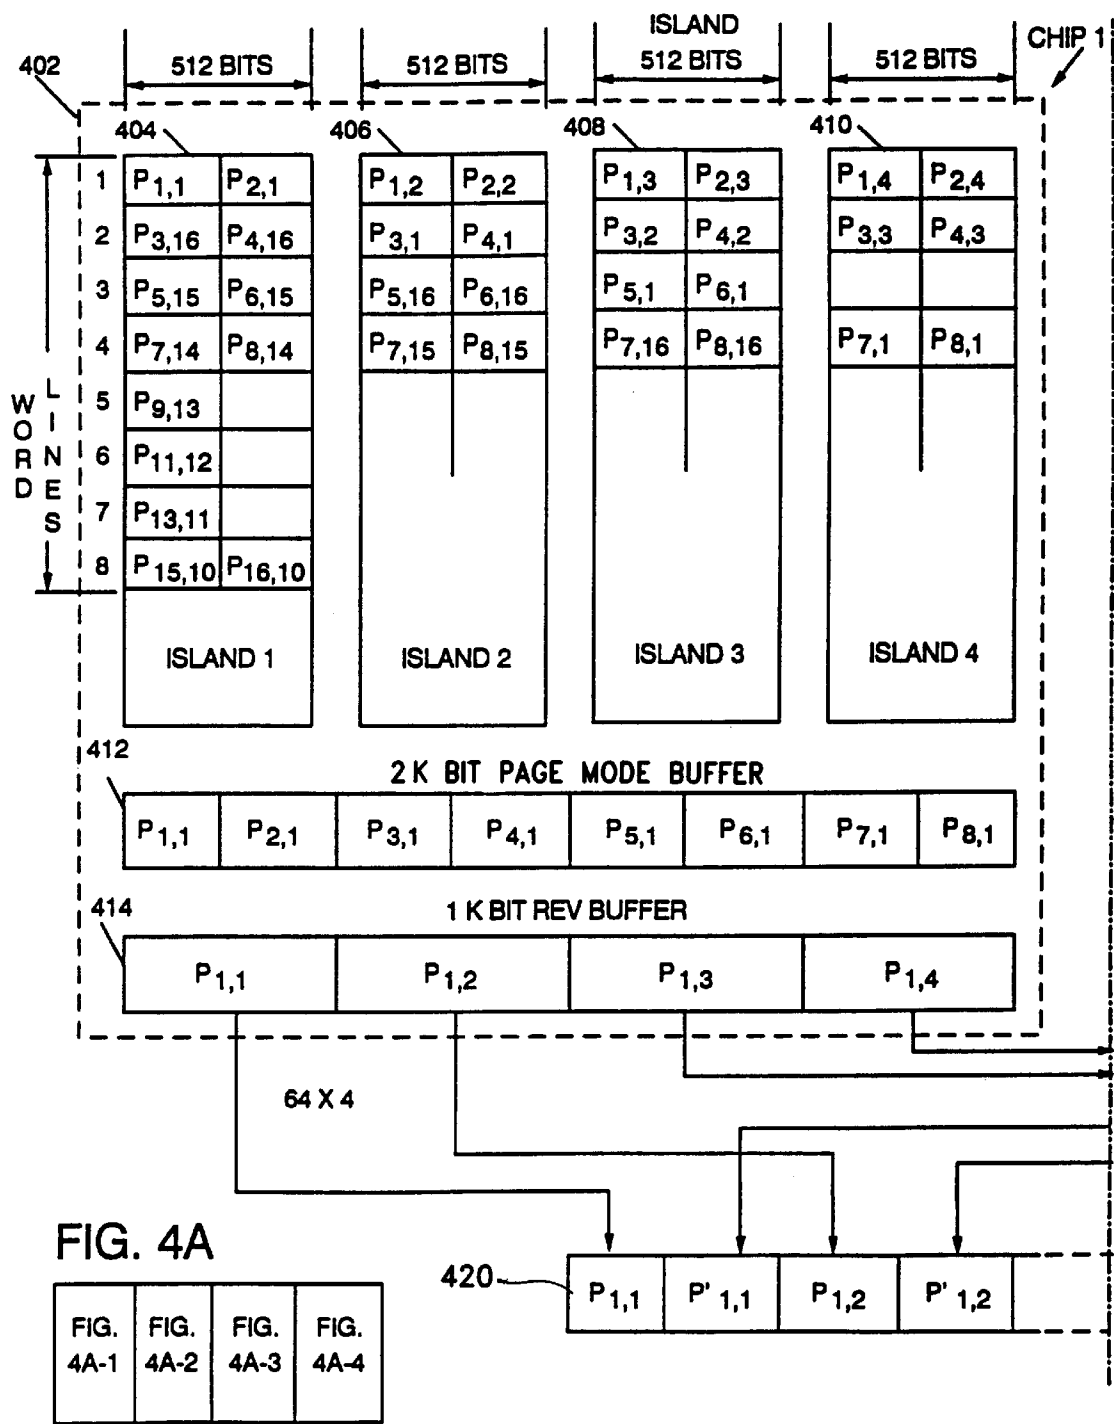 ISLAND
CHIP 1
402
512 BITS 512 BITS 512 BITS 512 BITS
404 406 408 410
1 P1,1 P2,1 P1,2 P2,2 P1,3 P2,3 P1,4 P2,4
2 P3,16 P4,16 P3,1 P4,1 P3,2 P4,2 P3,3 P4,3
3 P5,15 P6,15 P5,16 P6,16 P5,1 P6,1
4 P7,14 P8,14 P7,15 P8,15 P7,16 P8,16 P7,1 P8,1
5 P9,13
6 P11,12
7 P13,11
8 P15,10 P16,10
WORD
LINES
ISLAND 1 ISLAND 2 ISLAND 3 ISLAND 4
412
2 K BIT PAGE MODE BUFFER
P1,1 P2,1 P3,1 P4,1 P5,1 P6,1 P7,1 P8,1
414
1 K BIT REV BUFFER
P1,1 P1,2 P1,3 P1,4
64 X 4
420
P1,1 P' 1,1 P1,2 P' 1,2
FIG. 4A
FIG. FIG. FIG. FIG.
4A-1 4A-2 4A-3 4A-4